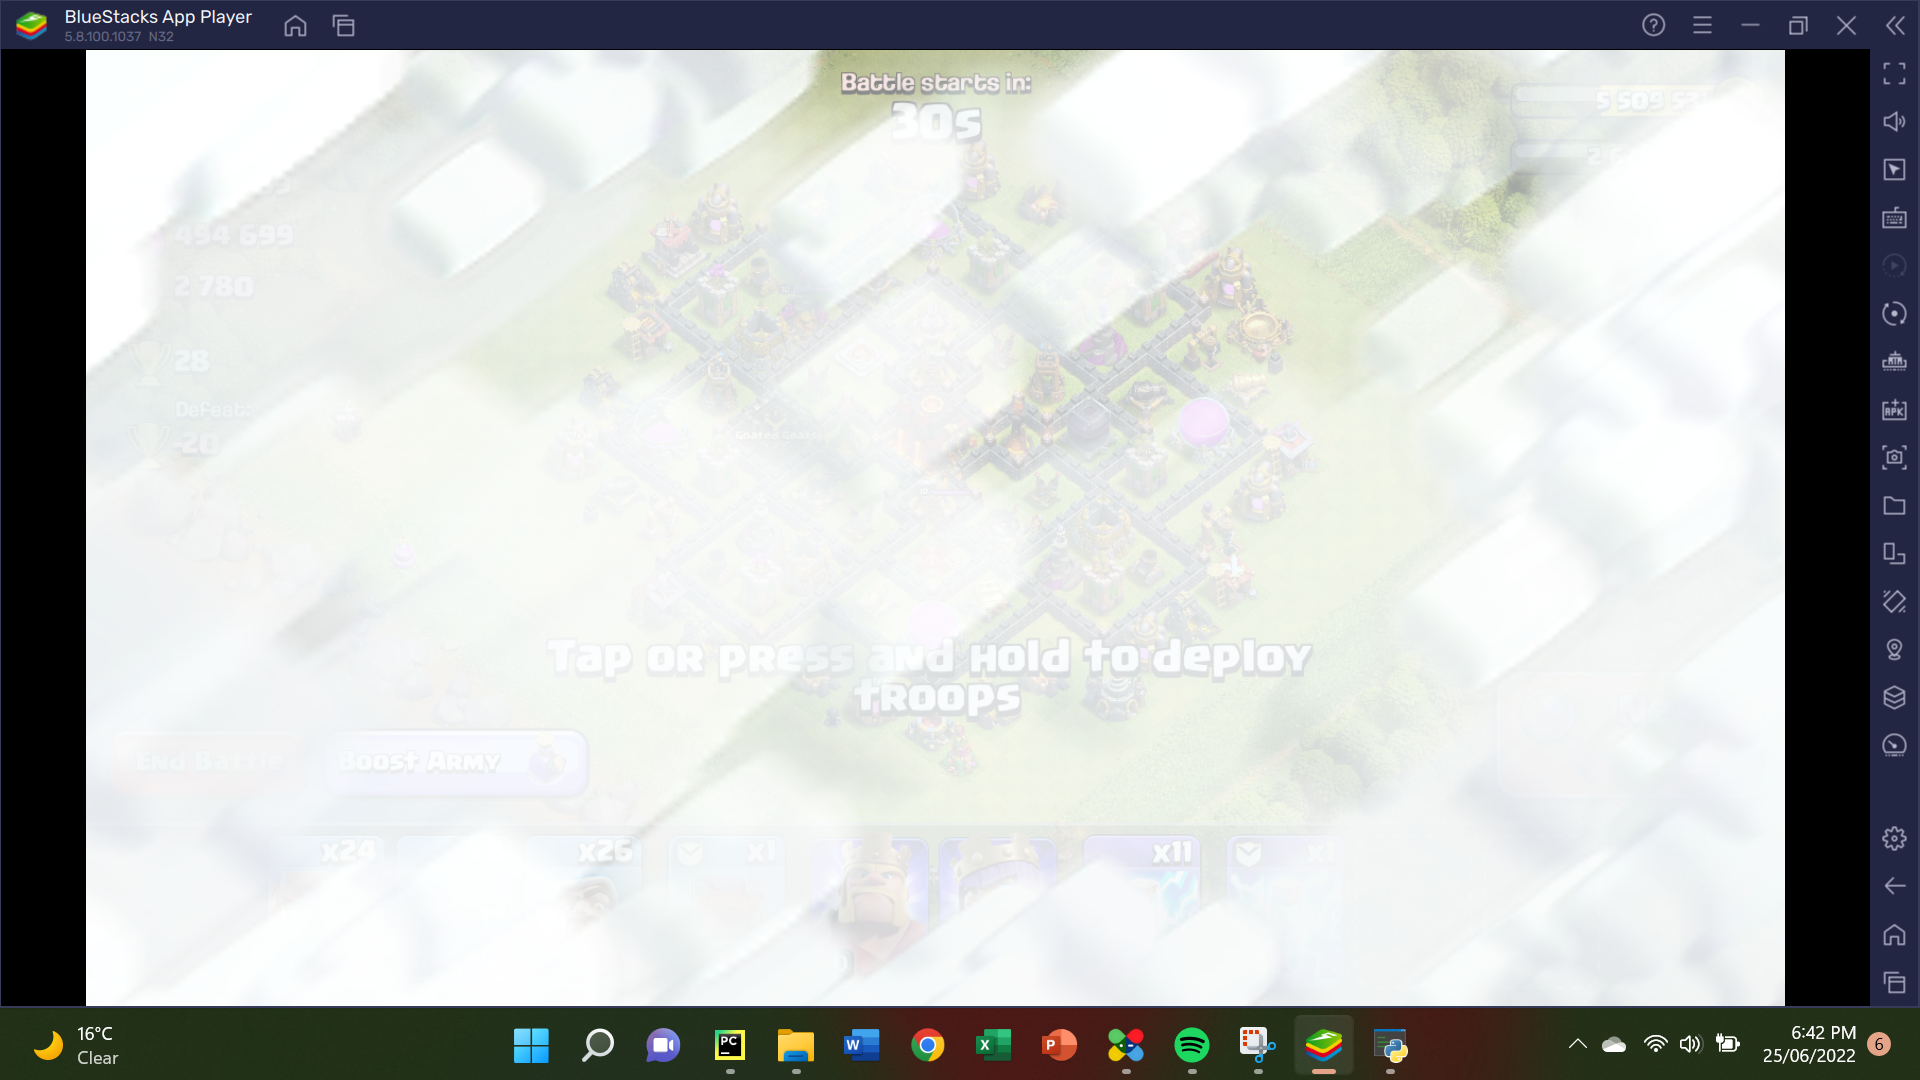 BlueStacks App Player
5.8.100.1037 N32
Battle starts in:
30s
494 699
2 780
28
Defeat:
-20
Tap or press and hold to deploy
troops
End Battle
Boost Army
x24
x26
x1
x11
x1
16°C
Clear
6:42 PM
25/06/2022
6